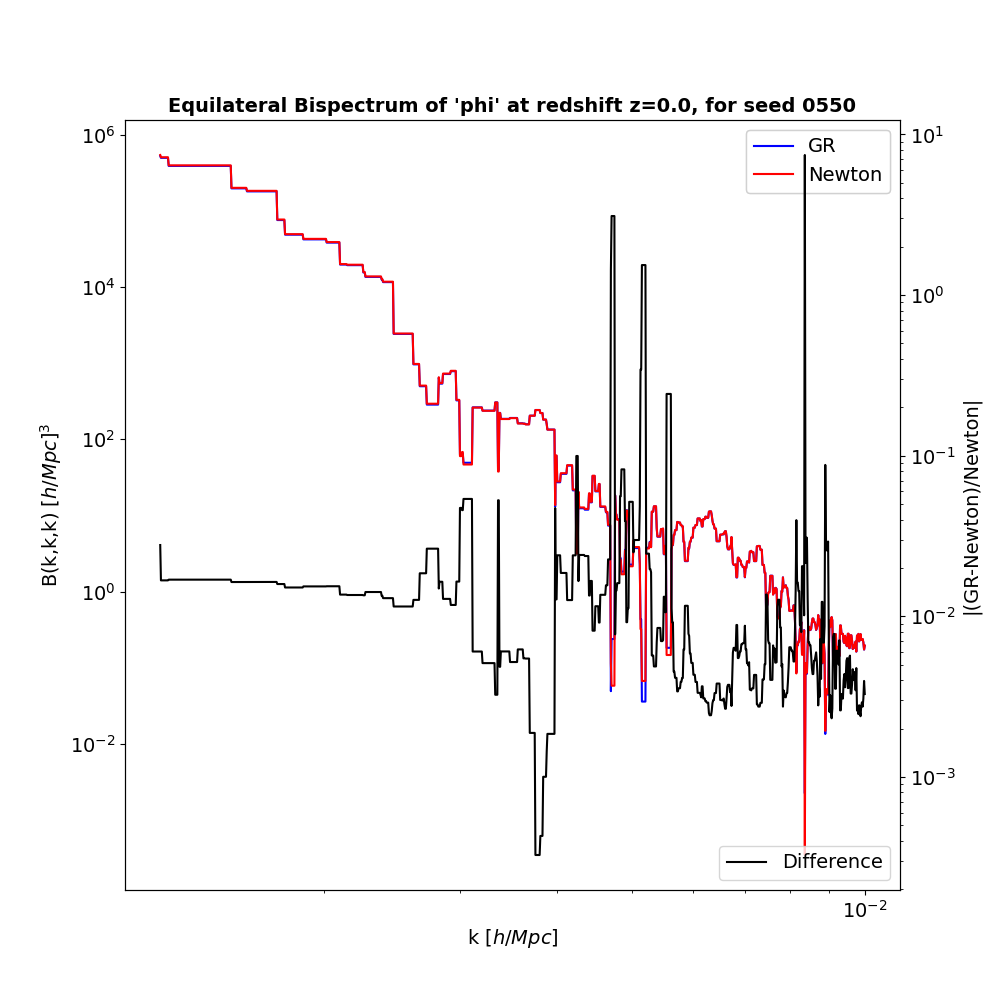 Equilateral Bispectrum of 'phi' at redshift z=0.0, for seed 0550
GR
Newton
10^6
10^4
10^2
10^0
10^-2
B(k,k,k) [h/Mpc]^3
10^1
10^0
10^-1
10^-2
10^-3
|(GR-Newton)/Newton|
Difference
10^-2
k [h/Mpc]